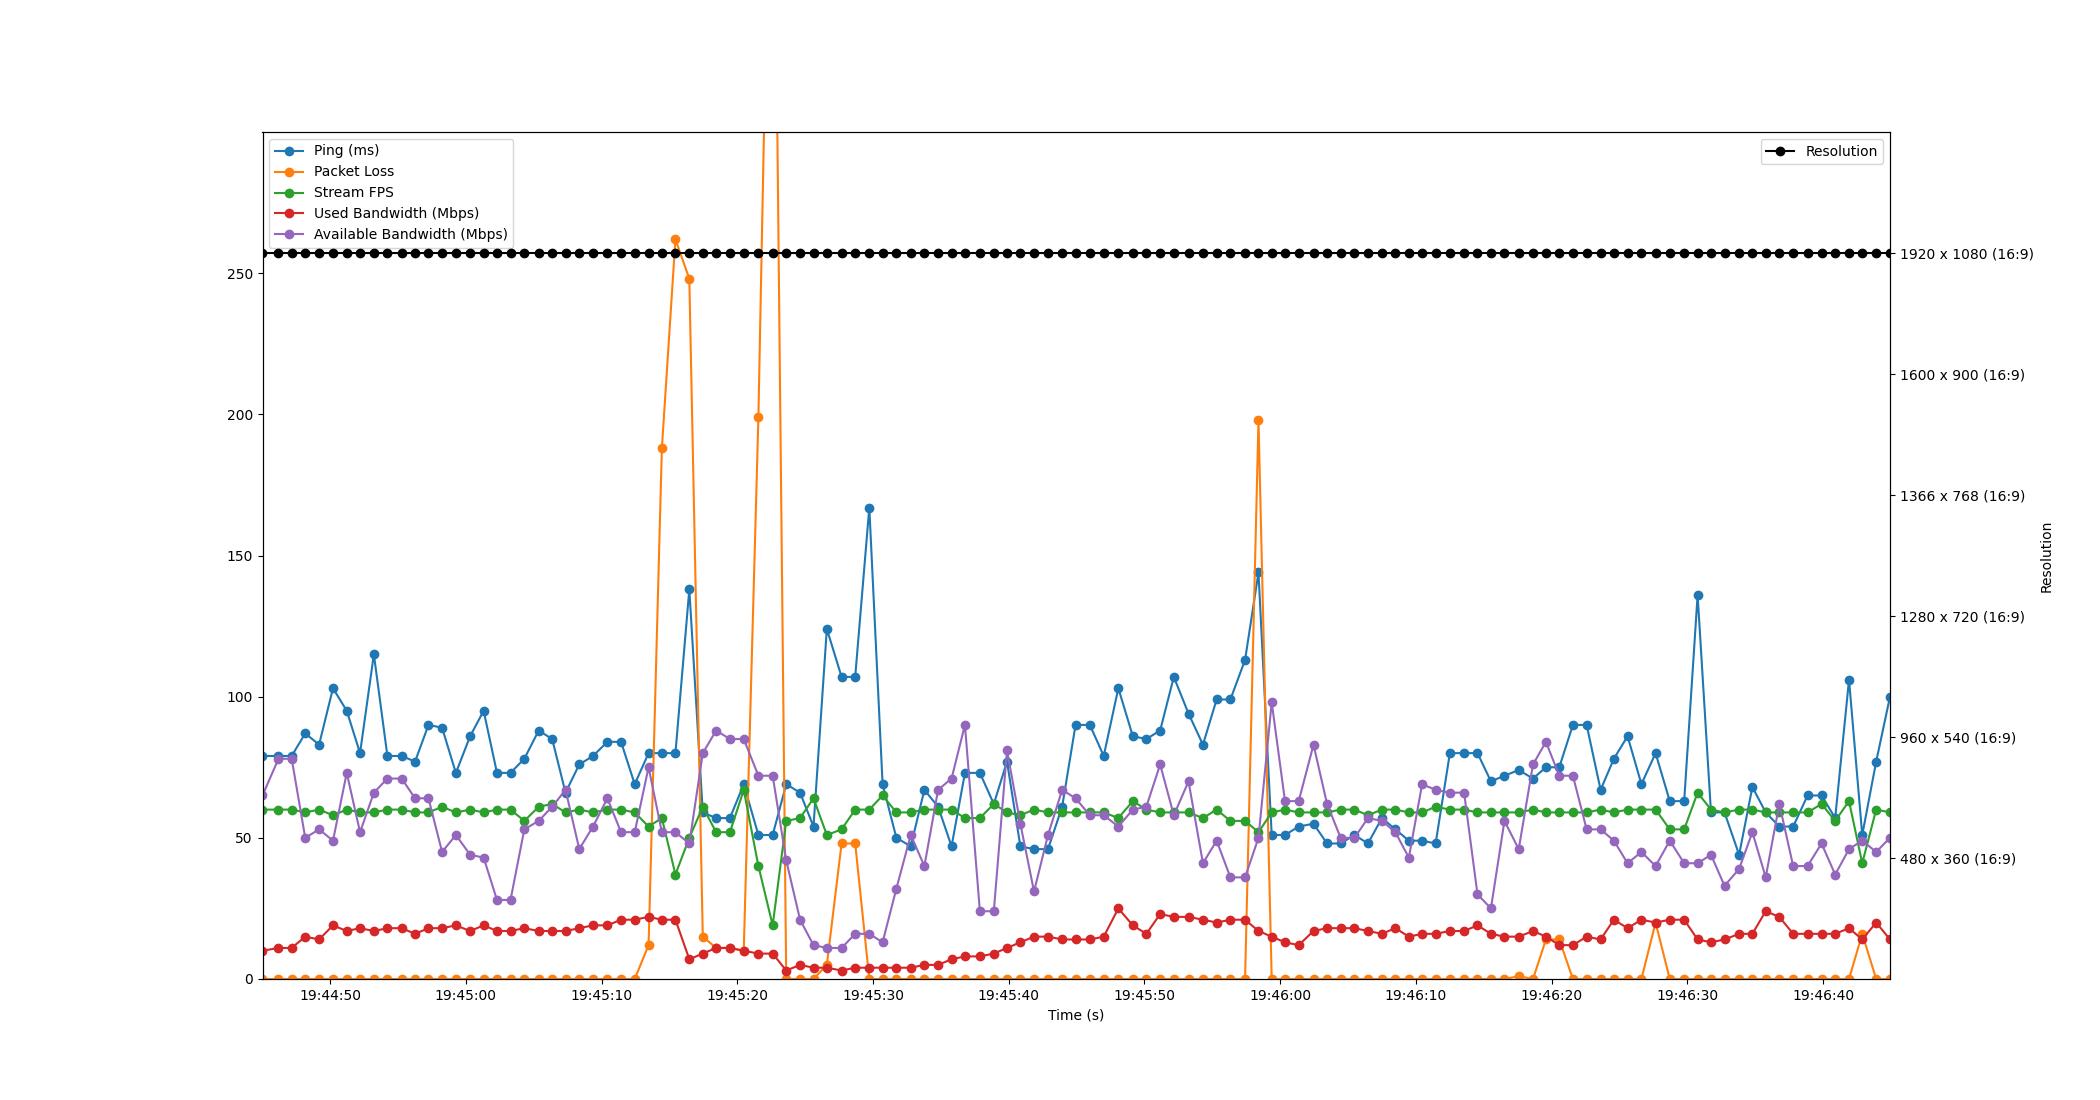 Ping (ms)
Packet Loss
Stream FPS
Used Bandwidth (Mbps)
Available Bandwidth (Mbps)
Resolution
250
200
150
100
50
0
1920 x 1080 (16:9)
1600 x 900 (16:9)
1366 x 768 (16:9)
1280 x 720 (16:9)
960 x 540 (16:9)
480 x 360 (16:9)
Resolution
19:44:50 19:45:00 19:45:10 19:45:20 19:45:30 19:45:40 19:45:50 19:46:00 19:46:10 19:46:20 19:46:30 19:46:40
Time (s)